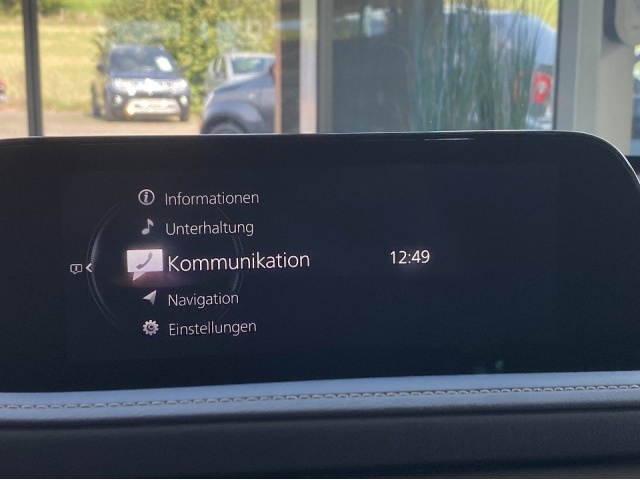 Informationen
Unterhaltung
Kommunikation
12:49
Navigation
Einstellungen